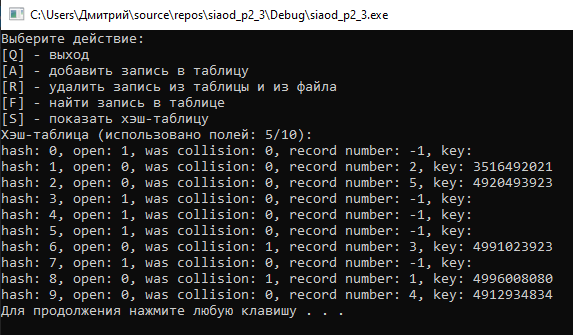 C:\Users\Дмитрий\source\repos\siaod_p2_3\Debug\siaod_p2_3.exe
Выберите действие:
[Q] - выход
[A] - добавить запись в таблицу
[R] - удалить запись из таблицы и из файла
[F] - найти запись в таблице
[S] - показать хэш-таблицу
Хэш-таблица (использовано полей: 5/10):
hash: 0, open: 1, was collision: 0, record number: -1, key:
hash: 1, open: 0, was collision: 0, record number: 2, key: 3516492021
hash: 2, open: 0, was collision: 0, record number: 5, key: 4920493923
hash: 3, open: 1, was collision: 0, record number: -1, key:
hash: 4, open: 1, was collision: 0, record number: -1, key:
hash: 5, open: 1, was collision: 0, record number: -1, key:
hash: 6, open: 0, was collision: 1, record number: 3, key: 4991023923
hash: 7, open: 1, was collision: 0, record number: -1, key:
hash: 8, open: 0, was collision: 1, record number: 1, key: 4996008080
hash: 9, open: 0, was collision: 0, record number: 4, key: 4912934834
Для продолжения нажмите любую клавишу . . .